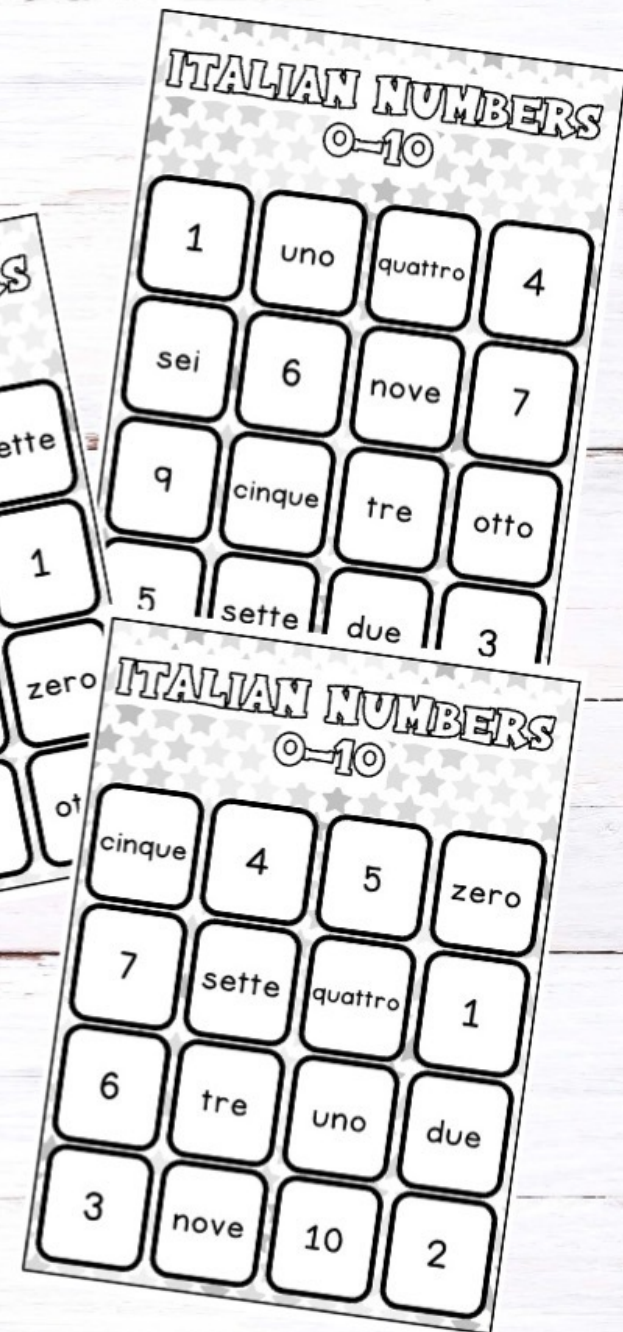 ITALIAN NUMBERS
0-10
1 uno quattro 4
sei 6 nove 7
9 cinque tre otto
5 sette due 3
1
zero
ITALIAN NUMBERS
0-10
cinque 4 5 zero
7 sette quattro 1
6 tre uno due
3 nove 10 2